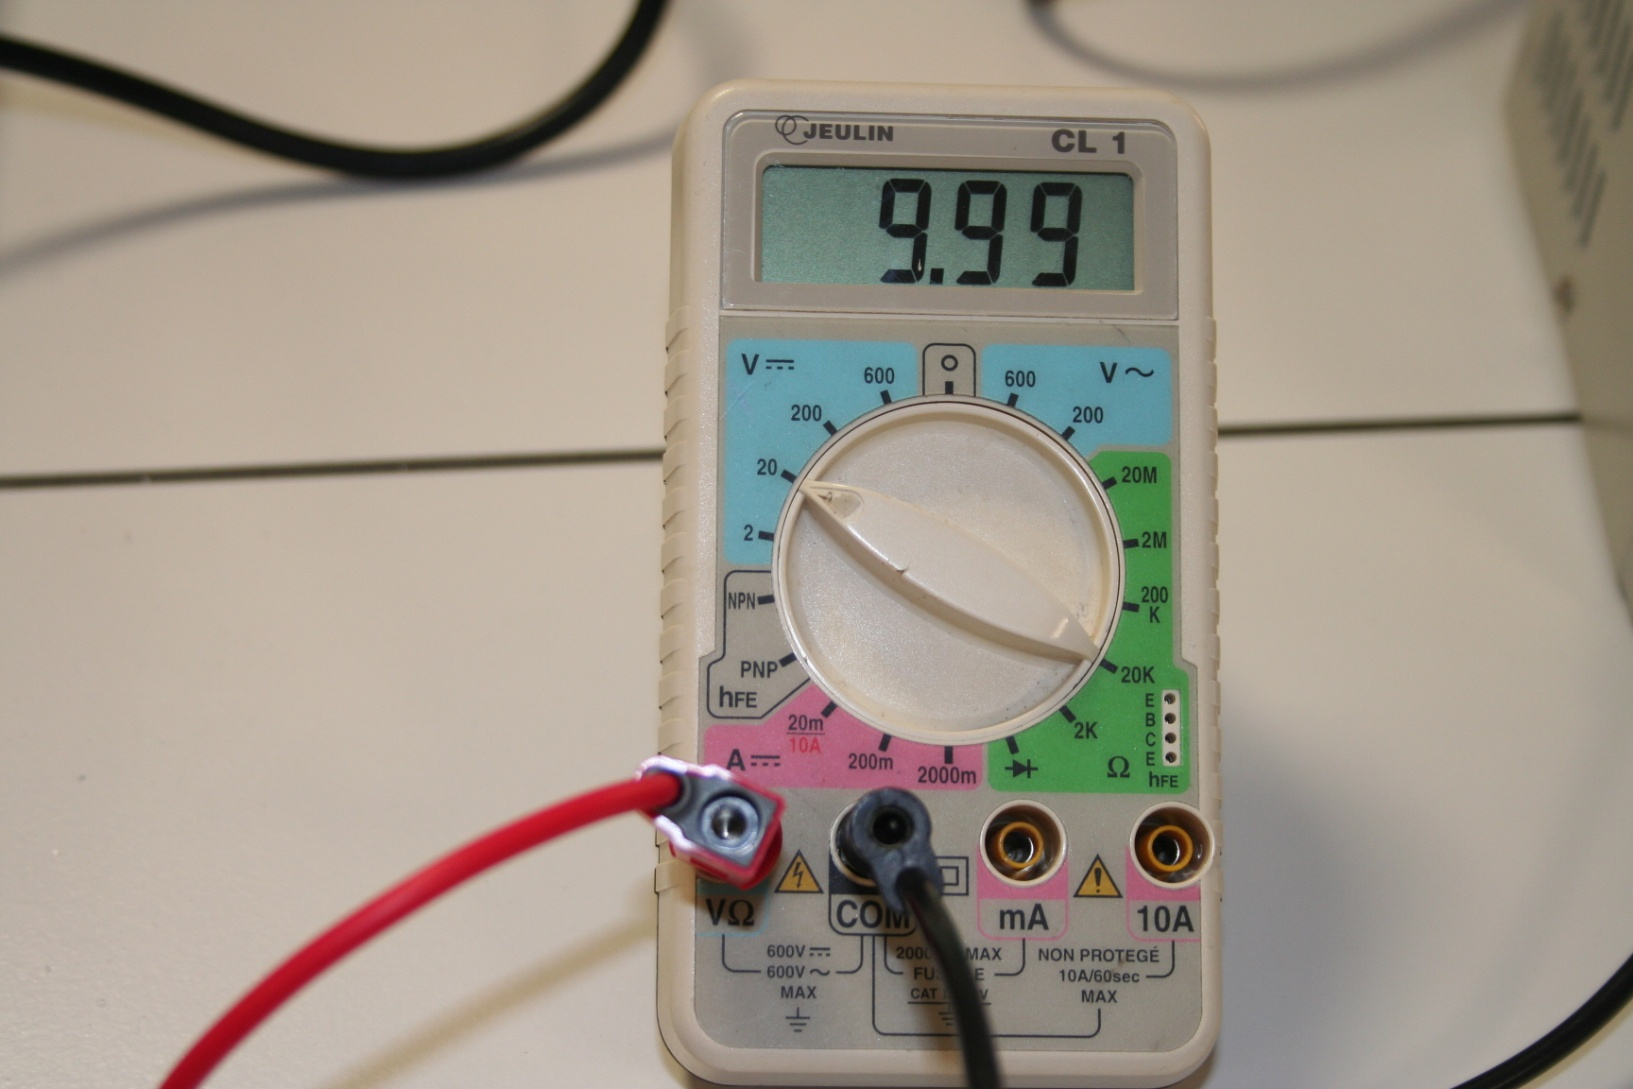 JEULIN CL 1
9.99
V 600 O 600 V
200 200
20 20M
2 2M
NPN 200
K
PNP 20K
hFE
E
B
C
E
hFE
20m 2K
10A
A 200m 2000m Ω
VΩ COM mA 10A
600V MAX NON PROTEGÉ
600V 10A/60sec
MAX MAX